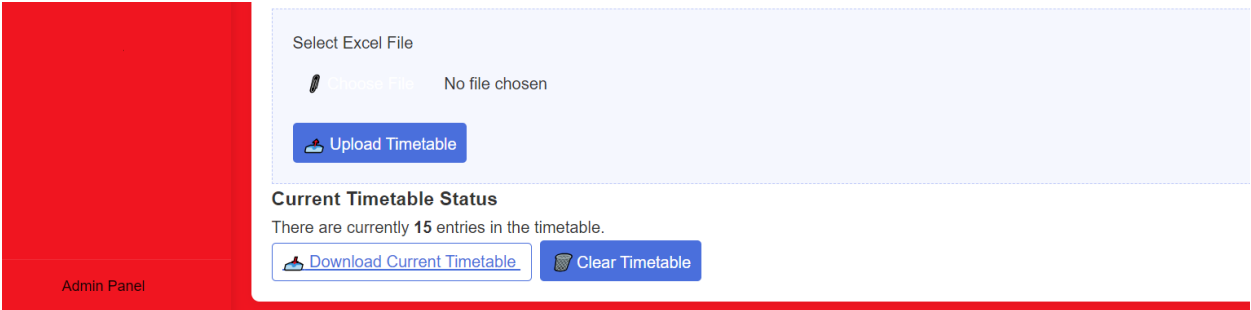 Select Excel File
Choose File No file chosen
Upload Timetable
Current Timetable Status
There are currently 15 entries in the timetable.
Download Current Timetable Clear Timetable
Admin Panel